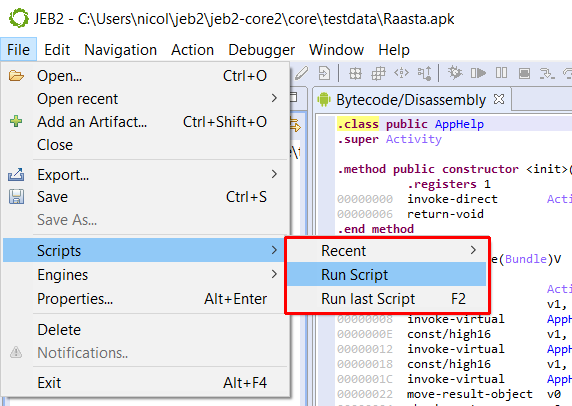 JEB2 - C:\Users\nicol\jeb2\jeb2-core2\core\testdata\Raasta.apk
File Edit Navigation Action Debugger Window Help
Open... Ctrl+O
Open recent
Add an Artifact... Ctrl+Shift+O
Close
Export...
Save Ctrl+S
Save As...
Scripts
Engines
Properties... Alt+Enter
Delete
Notifications..
Exit Alt+F4
Recent
Run Script
Run last Script F2
Bytecode/Disassembly
.class public AppHelp
.super Activity
.method public constructor <init>(
.registers 1
00000000 invoke-direct Activ
00000006 return-void
.end method
e(Bundle)V
Activ
v1,
00000008 invoke-virtual AppH
0000000E const/high16 v1,
00000012 invoke-virtual AppH
00000018 const/high16 v1,
0000001C invoke-virtual AppH
00000022 move-result-object v0